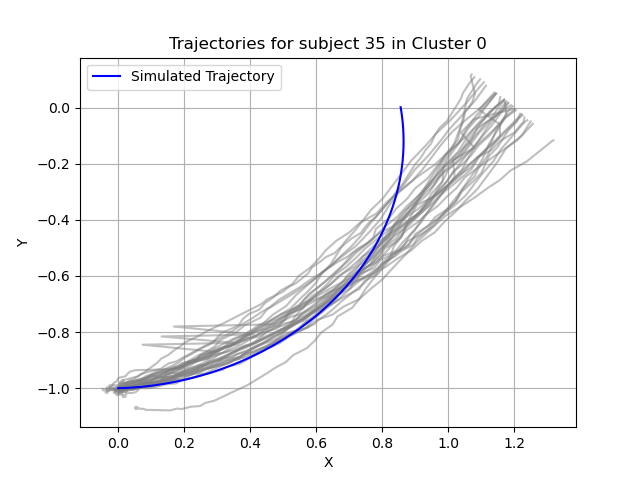 Trajectories for subject 35 in Cluster 0
Simulated Trajectory
0.0
−0.2
−0.4
−0.6
−0.8
−1.0
Y
0.0 0.2 0.4 0.6 0.8 1.0 1.2
X